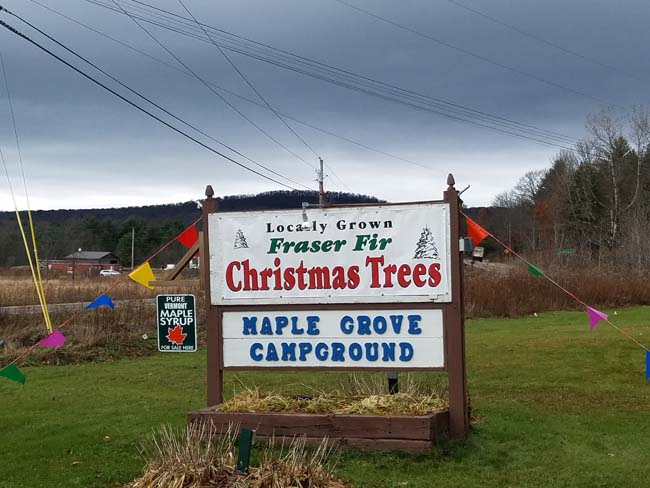 Locally Grown
Fraser Fir
Christmas Trees
MAPLE GROVE
CAMPGROUND
PURE
VERMONT
MAPLE
SYRUP
FOR SALE HERE